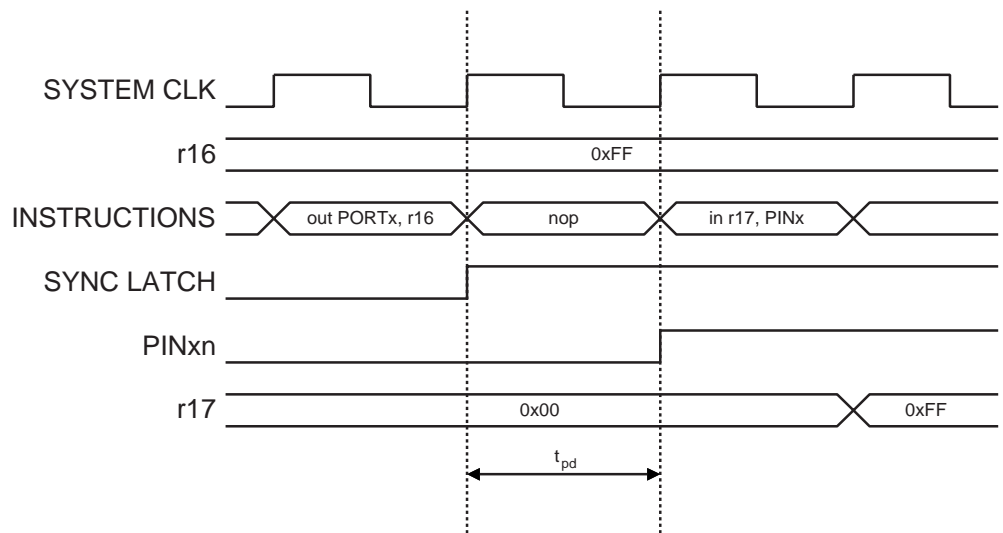 SYSTEM CLK
r16
0xFF
INSTRUCTIONS
out PORTx, r16
nop
in r17, PINx
SYNC LATCH
PINxn
r17
0x00
0xFF
tpd